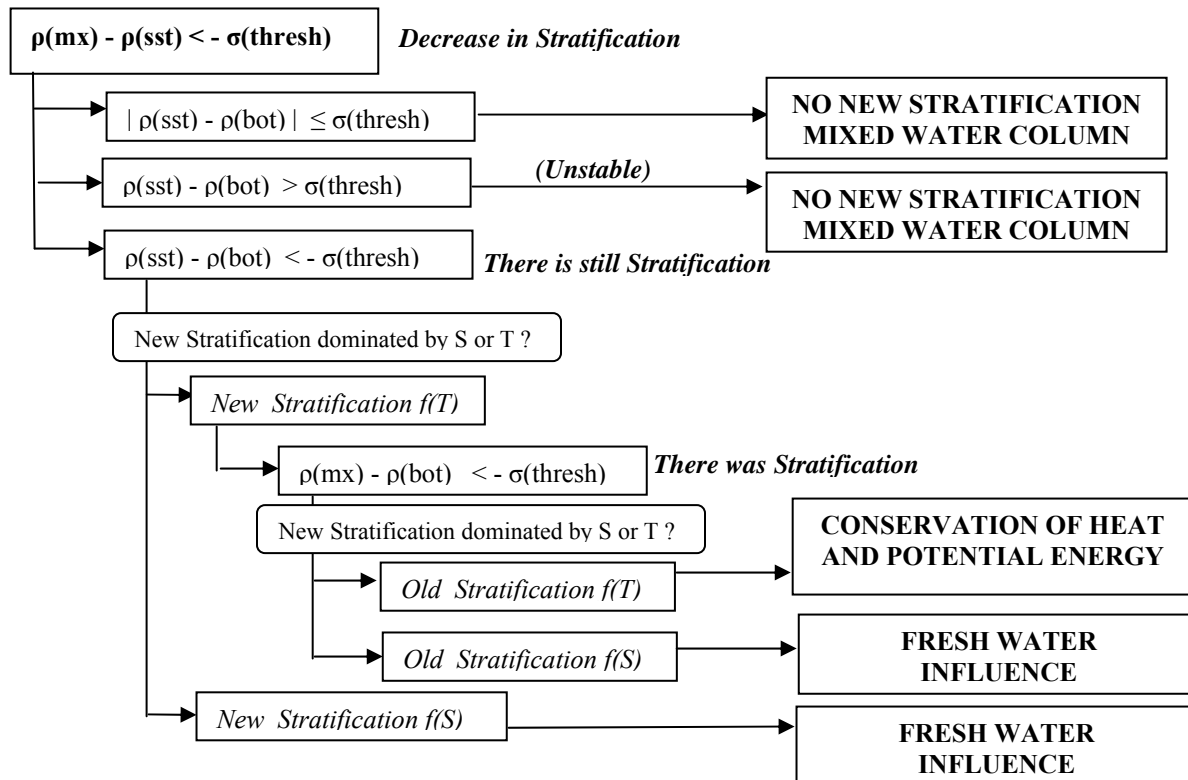 ρ(mx) - ρ(sst) < - σ(thresh)
Decrease in Stratification
| ρ(sst) - ρ(bot) | ≤ σ(thresh)
NO NEW STRATIFICATION
MIXED WATER COLUMN
ρ(sst) - ρ(bot) > σ(thresh)
(Unstable)
NO NEW STRATIFICATION
MIXED WATER COLUMN
ρ(sst) - ρ(bot) < - σ(thresh)
There is still Stratification
New Stratification dominated by S or T ?
New Stratification f(T)
ρ(mx) - ρ(bot) < - σ(thresh)
There was Stratification
New Stratification dominated by S or T ?
CONSERVATION OF HEAT
AND POTENTIAL ENERGY
Old Stratification f(T)
Old Stratification f(S)
FRESH WATER
INFLUENCE
New Stratification f(S)
FRESH WATER
INFLUENCE